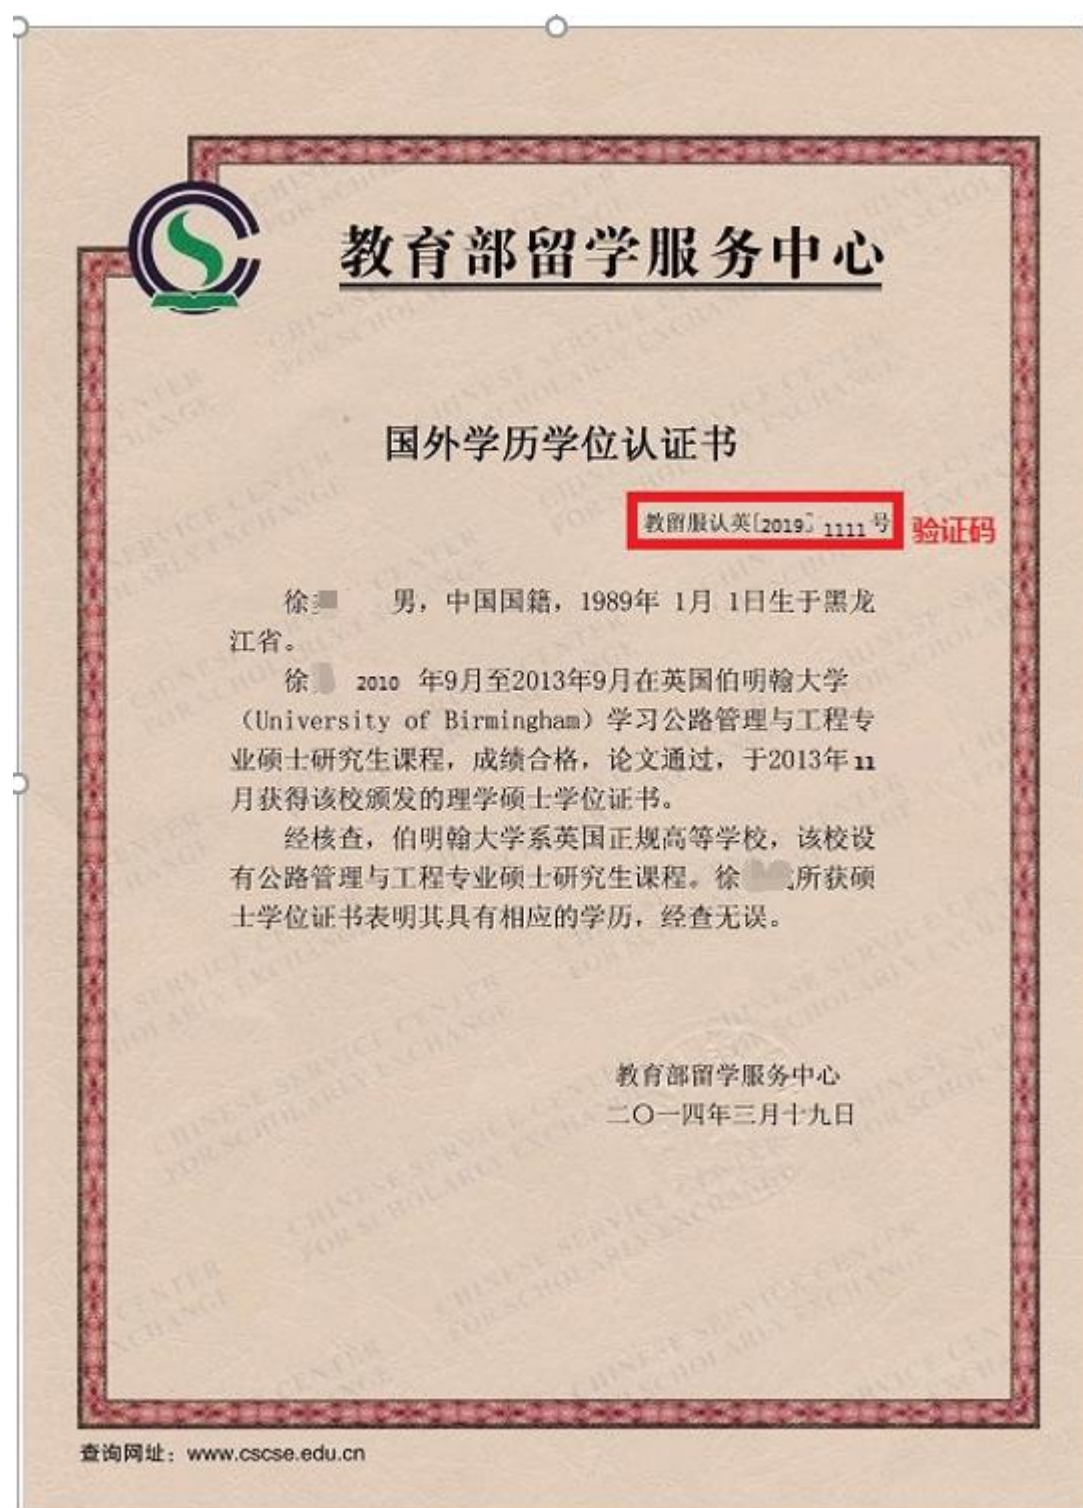 教育部留学服务中心
国外学历学位认证书
教留服认英[2019] 1111 号
验证码
徐 男，中国国籍，1989年 1月 1日生于黑龙
江省。
徐 2010 年9月至2013年9月在英国伯明翰大学
（University of Birmingham）学习公路管理与工程专
业硕士研究生课程，成绩合格，论文通过，于2013年 11
月获得该校颁发的理学硕士学位证书。
经核查，伯明翰大学系英国正规高等学校，该校设
有公路管理与工程专业硕士研究生课程。徐 所获硕
士学位证书表明其具有相应的学历，经查无误。
教育部留学服务中心
二〇一四年三月十九日
查询网址：www.cscse.edu.cn